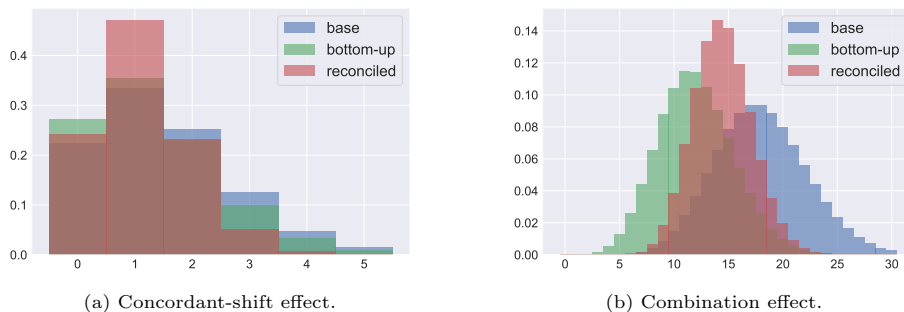 base
bottom-up
reconciled
0.4
0.3
0.2
0.1
0.0
0 1 2 3 4 5
(a) Concordant-shift effect.
base
bottom-up
reconciled
0.14
0.12
0.10
0.08
0.06
0.04
0.02
0.00
0 5 10 15 20 25 30
(b) Combination effect.